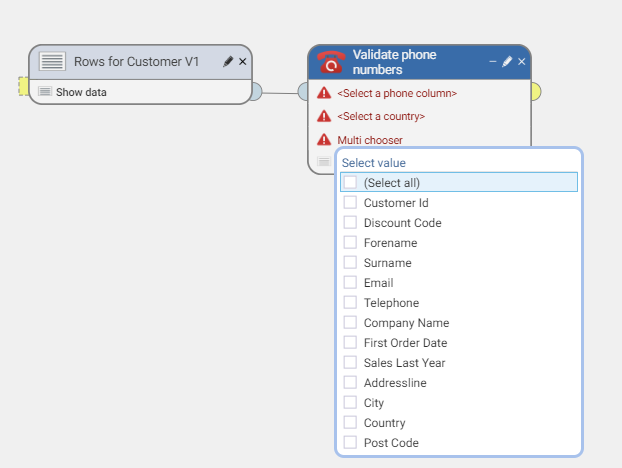 Rows for Customer V1
Show data
Validate phone
numbers
<Select a phone column>
<Select a country>
Multi chooser
Select value
(Select all)
Customer Id
Discount Code
Forename
Surname
Email
Telephone
Company Name
First Order Date
Sales Last Year
Addressline
City
Country
Post Code